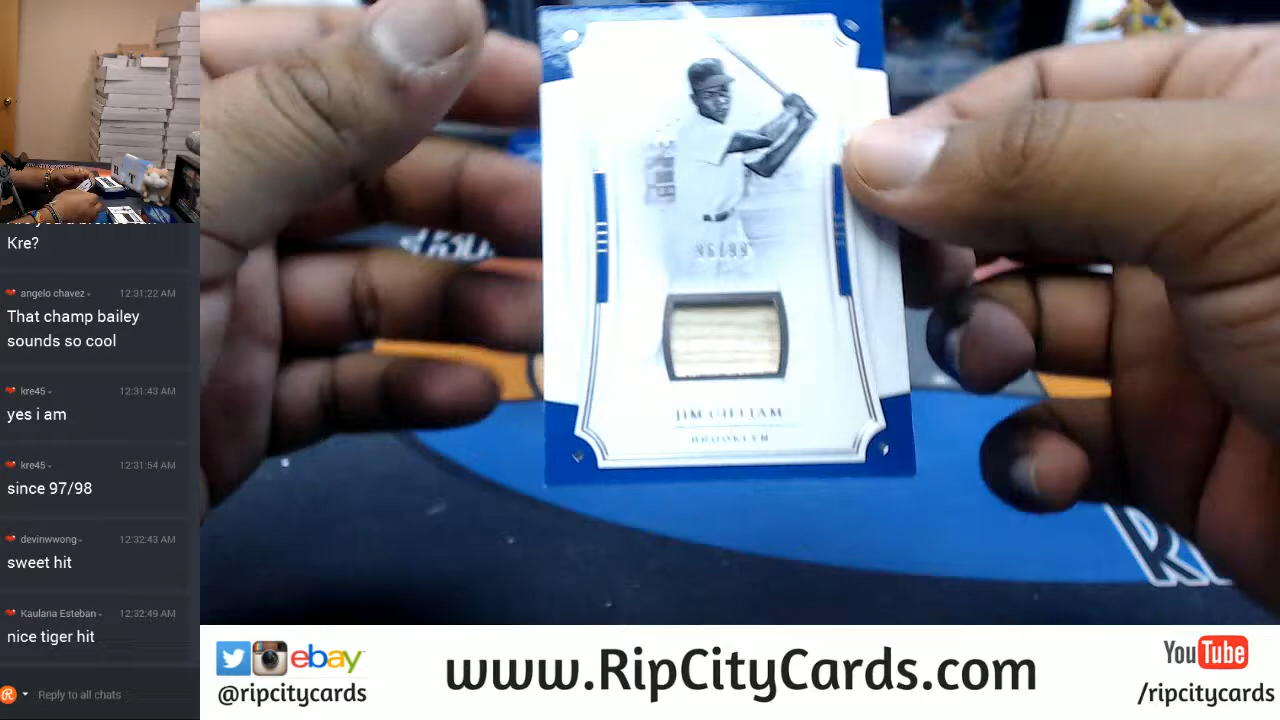 Kre?
angelo chavez 12:31:22 AM
That champ bailey
sounds so cool
kre45 12:31:43 AM
yes i am
kre45 12:31:54 AM
since 97/98
devinwwong 12:32:43 AM
sweet hit
Kaulana Esteban 12:32:49 AM
nice tiger hit
Reply to all chats
96/99
JIM GILLIAM
BROOKLYN
ebay
@ripcitycards
www.RipCityCards.com
YouTube
/ripcitycards